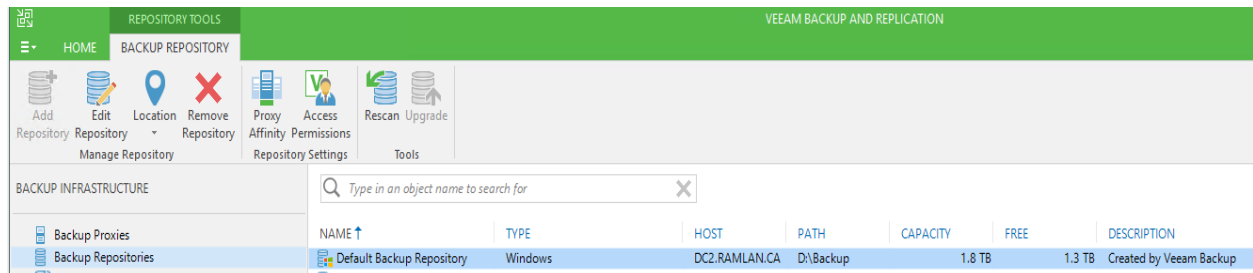 REPOSITORY TOOLS
VEEAM BACKUP AND REPLICATION
HOME
BACKUP REPOSITORY
Add Repository
Edit Repository
Location
Remove Repository
Proxy Affinity
Access Permissions
Rescan
Upgrade
Manage Repository
Repository Settings
Tools
BACKUP INFRASTRUCTURE
Type in an object name to search for
Backup Proxies
Backup Repositories
NAME TYPE HOST PATH CAPACITY FREE DESCRIPTION
Default Backup Repository Windows DC2.RAMLAN.CA D:\Backup 1.8 TB 1.3 TB Created by Veeam Backup